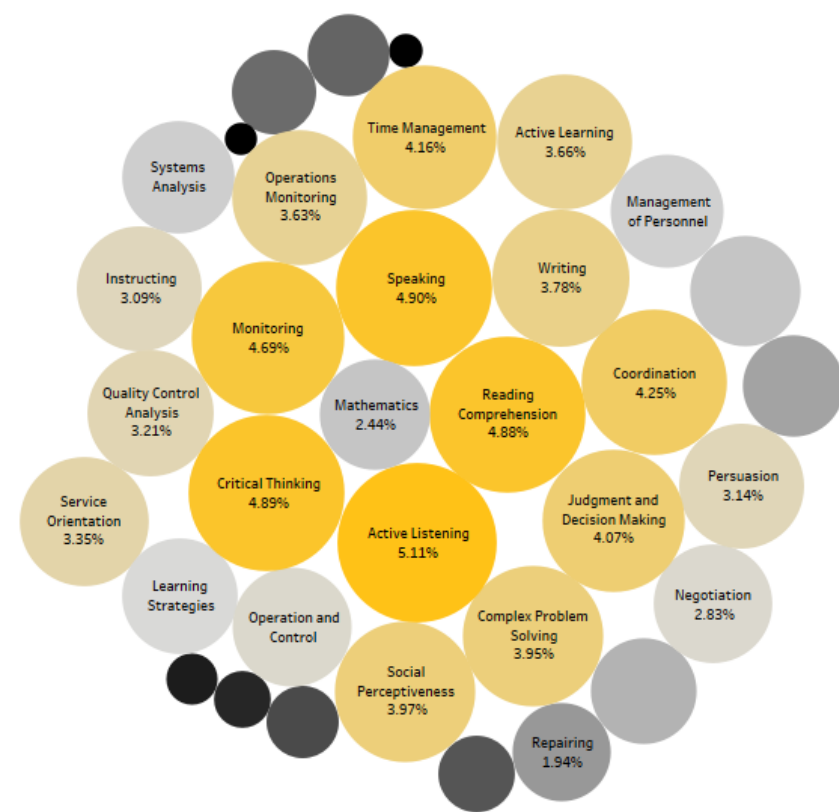 Time Management
4.16%
Active Learning
3.66%
Systems
Analysis
Operations
Monitoring
3.63%
Management
of Personnel
Instructing
3.09%
Speaking
4.90%
Writing
3.78%
Monitoring
4.69%
Coordination
4.25%
Quality Control
Analysis
3.21%
Mathematics
2.44%
Reading
Comprehension
4.88%
Critical Thinking
4.89%
Persuasion
3.14%
Service
Orientation
3.35%
Judgment and
Decision Making
4.07%
Active Listening
5.11%
Learning
Strategies
Operation and
Control
Complex Problem
Solving
3.95%
Negotiation
2.83%
Social
Perceptiveness
3.97%
Repairing
1.94%